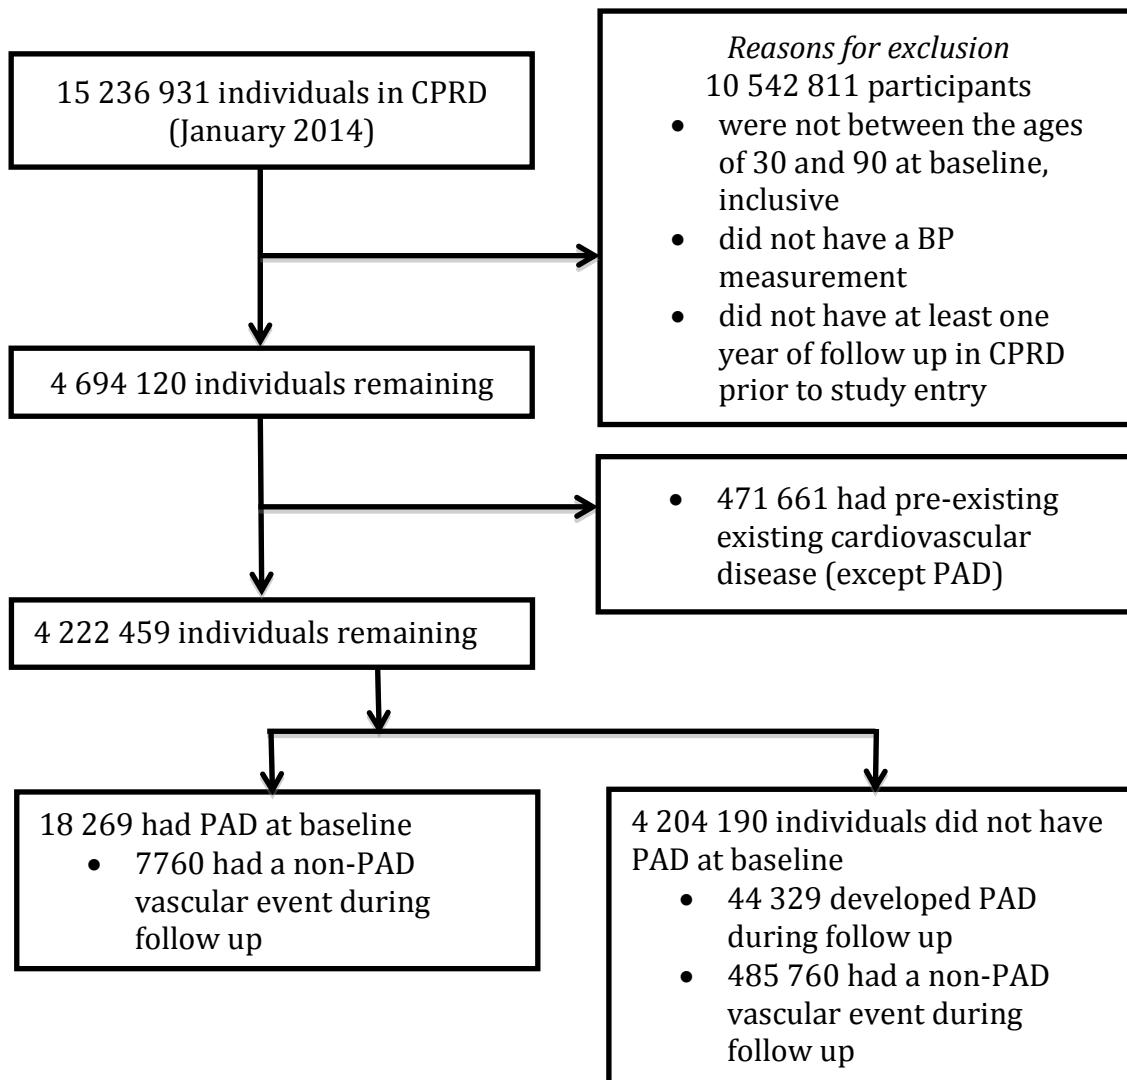 15 236 931 individuals in CPRD
(January 2014)
Reasons for exclusion
10 542 811 participants
• were not between the ages
of 30 and 90 at baseline,
inclusive
• did not have a BP
measurement
• did not have at least one
year of follow up in CPRD
prior to study entry
4 694 120 individuals remaining
• 471 661 had pre-existing
existing cardiovascular
disease (except PAD)
4 222 459 individuals remaining
18 269 had PAD at baseline
• 7760 had a non-PAD
vascular event during
follow up
4 204 190 individuals did not have
PAD at baseline
• 44 329 developed PAD
during follow up
• 485 760 had a non-PAD
vascular event during
follow up